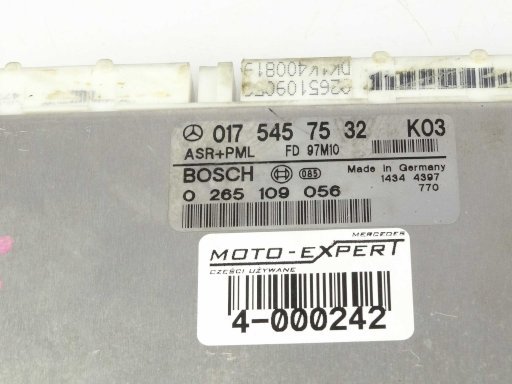 DK1K400813
0265109056
017 545 75 32 K03
ASR+PML FD 97M10
BOSCH 085 Made in Germany
0 265 109 056 1434 4397
770
MERCEDES
MOTO-EXPERT
CZĘŚCI UŻYWANE
4-000242